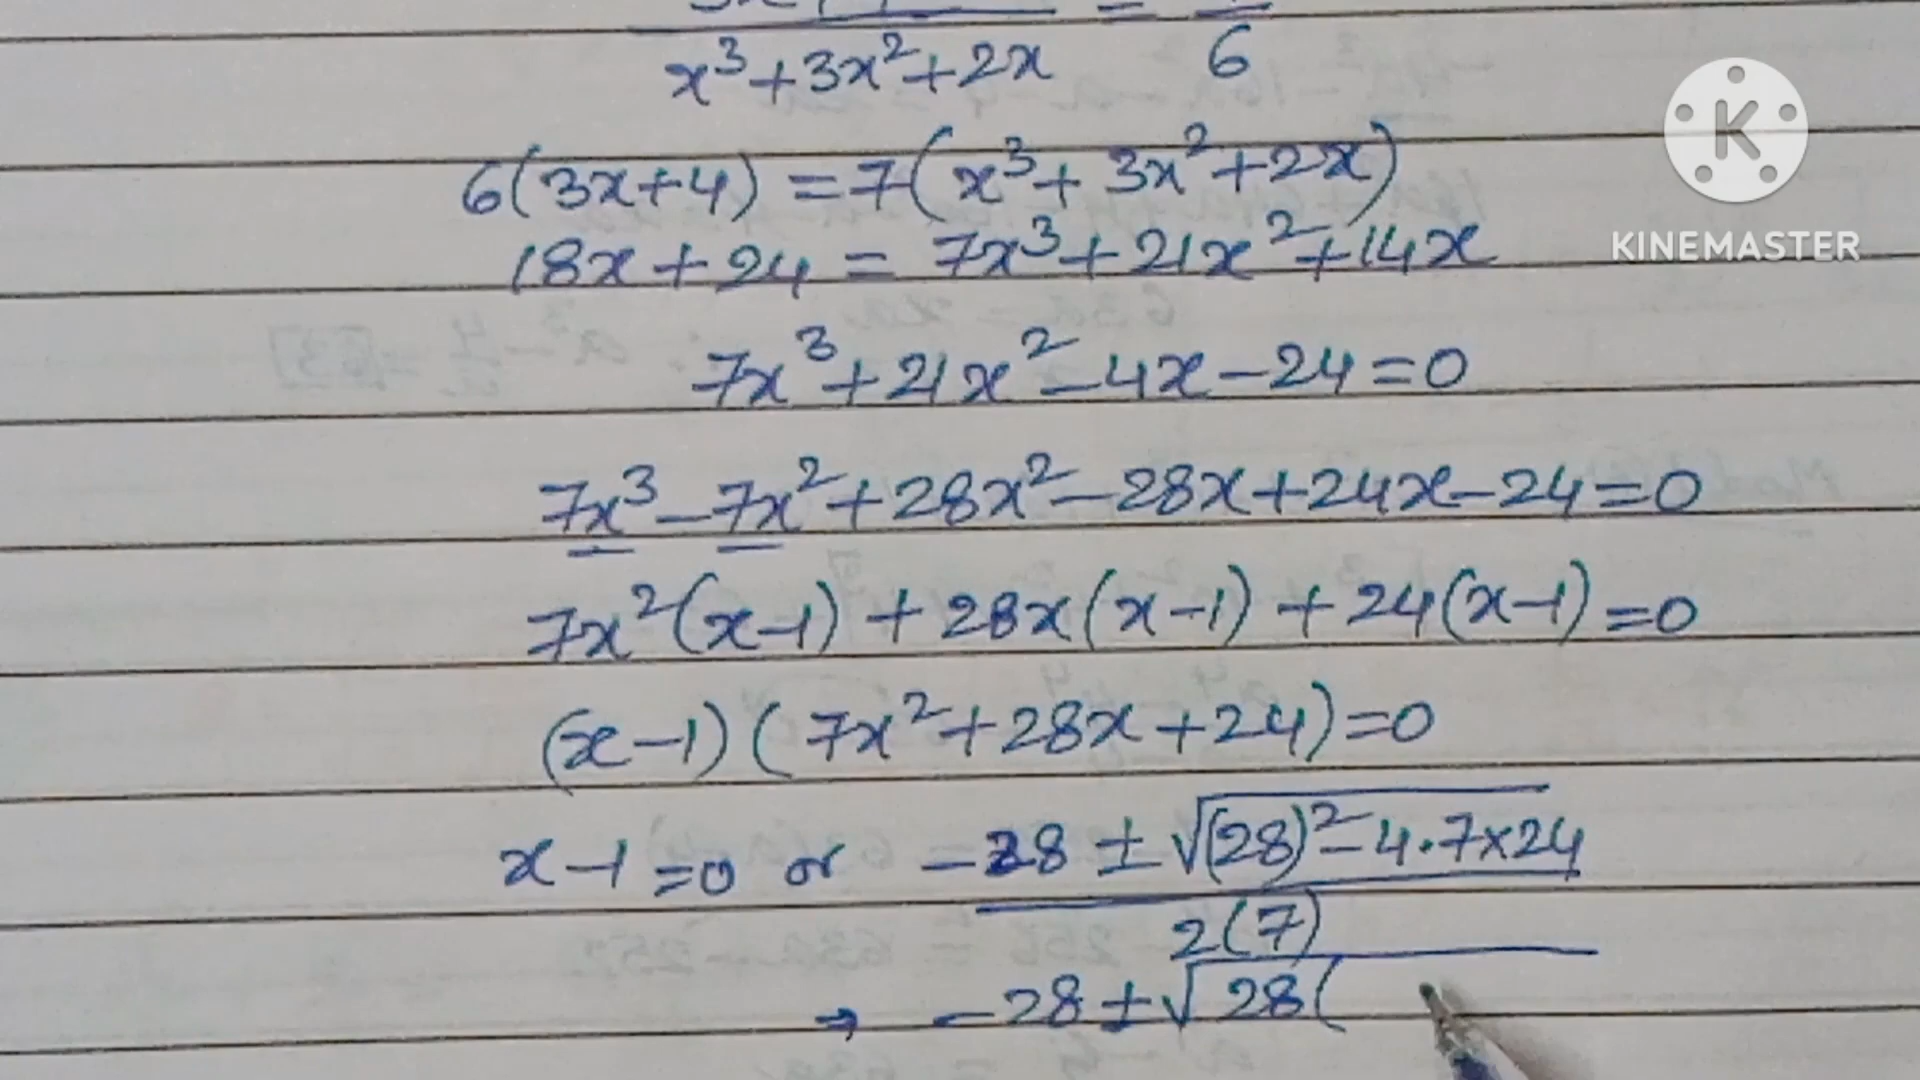 x³+3x²+2x 6
6(3x+4) =7(x³+3x²+2x)
18x+24 = 7x³+21x²+14x
7x³+21x²-4x-24=0
7x³-7x²+28x²-28x+24x-24=0
7x²(x-1)+28x(x-1)+24(x-1)=0
(x-1)(7x²+28x+24)=0
x-1=0 or -28±√(28)²-4·7×24
2(7)
→ -28±√28(
K
KINEMASTER